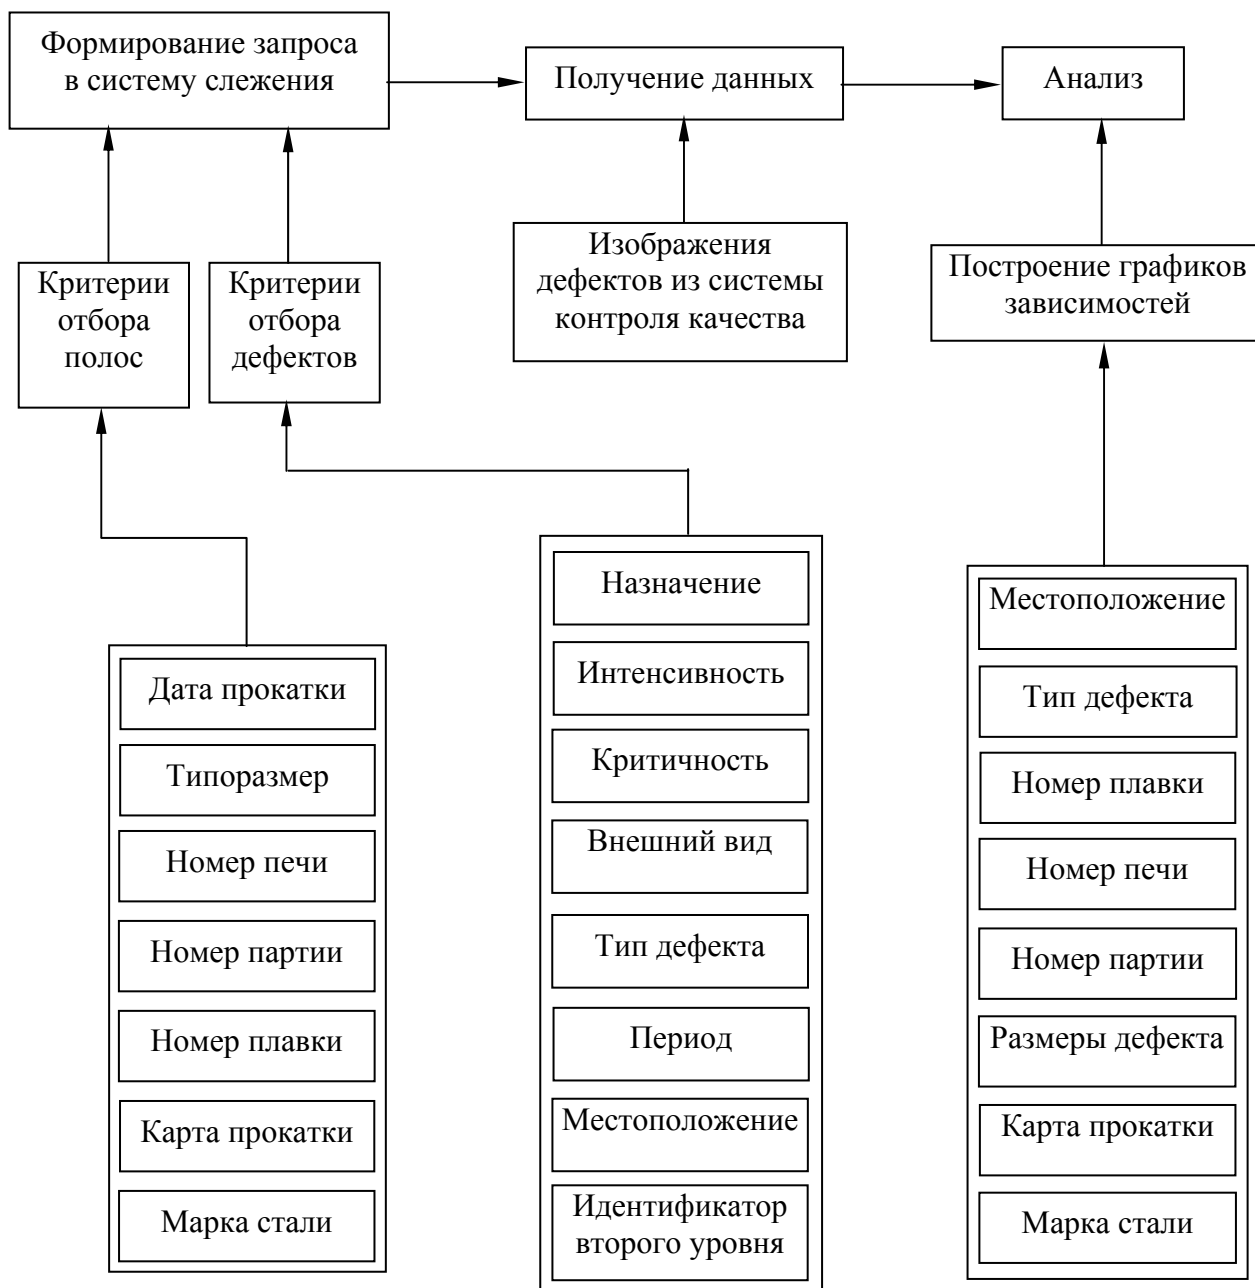 Формирование запроса
в систему слежения
Получение данных
Анализ
Критерии
отбора
полос
Критерии
отбора
дефектов
Изображения
дефектов из системы
контроля качества
Построение графиков
зависимостей
Дата прокатки
Типоразмер
Номер печи
Номер партии
Номер плавки
Карта прокатки
Марка стали
Назначение
Интенсивность
Критичность
Внешний вид
Тип дефекта
Период
Местоположение
Идентификатор
второго уровня
Местоположение
Тип дефекта
Номер плавки
Номер печи
Номер партии
Размеры дефекта
Карта прокатки
Марка стали